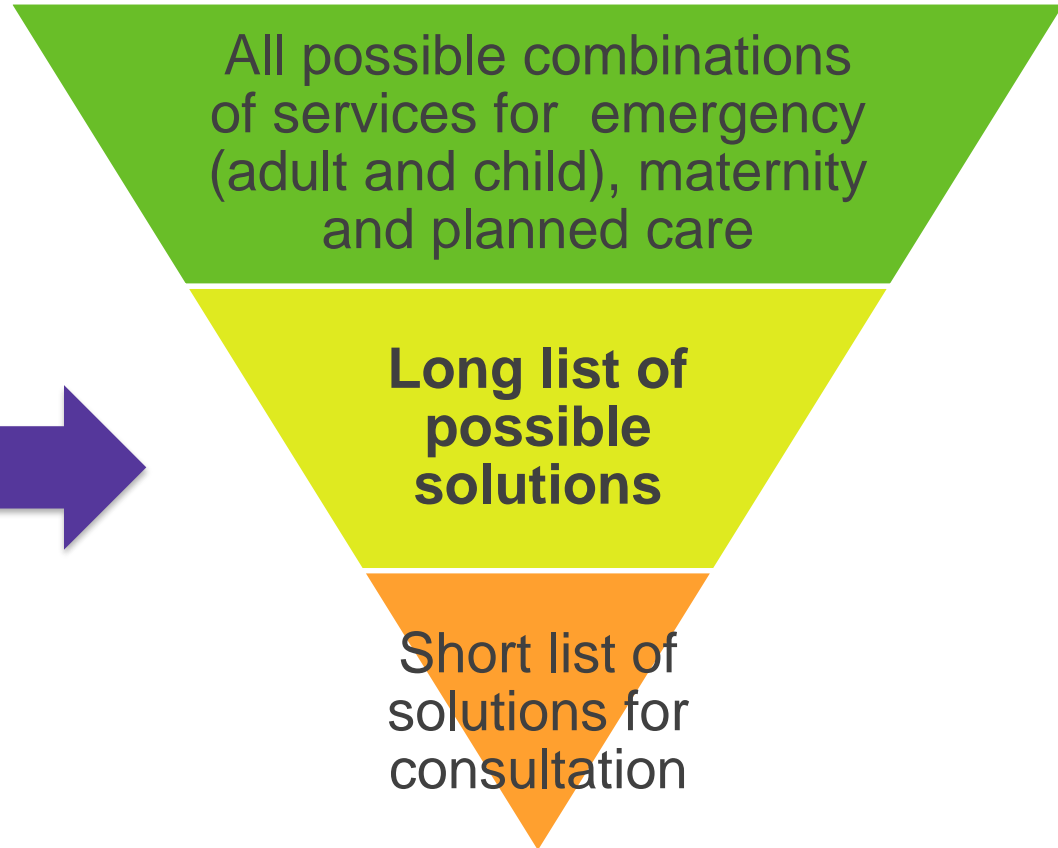 All possible combinations
of services for  emergency
(adult and child), maternity
and planned care
Long list of
possible
solutions
Short list of
solutions for
consultation